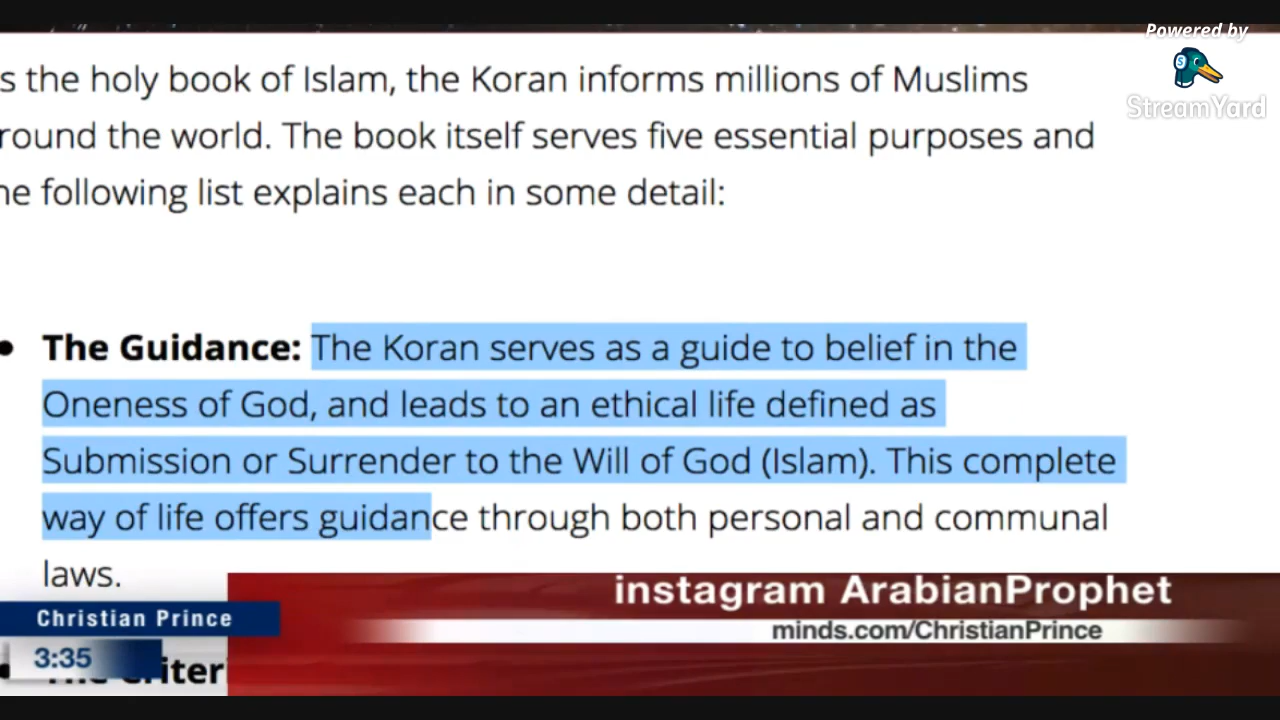 Powered by
StreamYard
s the holy book of Islam, the Koran informs millions of Muslims
round the world. The book itself serves five essential purposes and
he following list explains each in some detail:
• The Guidance: The Koran serves as a guide to belief in the
Oneness of God, and leads to an ethical life defined as
Submission or Surrender to the Will of God (Islam). This complete
way of life offers guidance through both personal and communal
laws.
instagram ArabianProphet
Christian Prince
minds.com/ChristianPrince
3:35